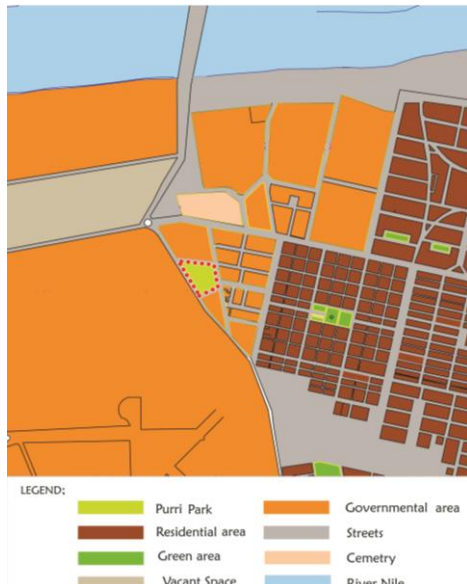 LEGEND:
Purri Park Governmental area
Residential area Streets
Green area Cemetry
Vacant Space River Nile